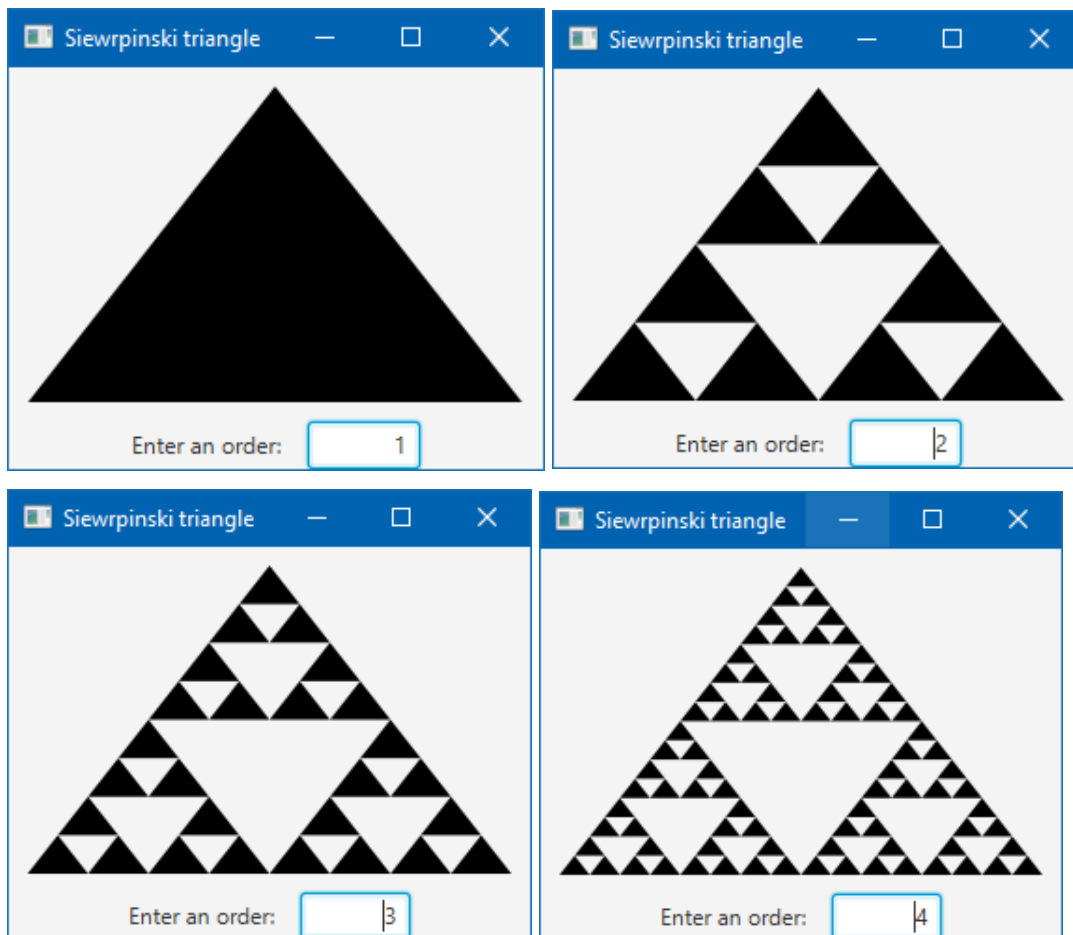 Siewrpinski triangle
Enter an order: 1
Siewrpinski triangle
Enter an order: 2
Siewrpinski triangle
Enter an order: 3
Siewrpinski triangle
Enter an order: 4